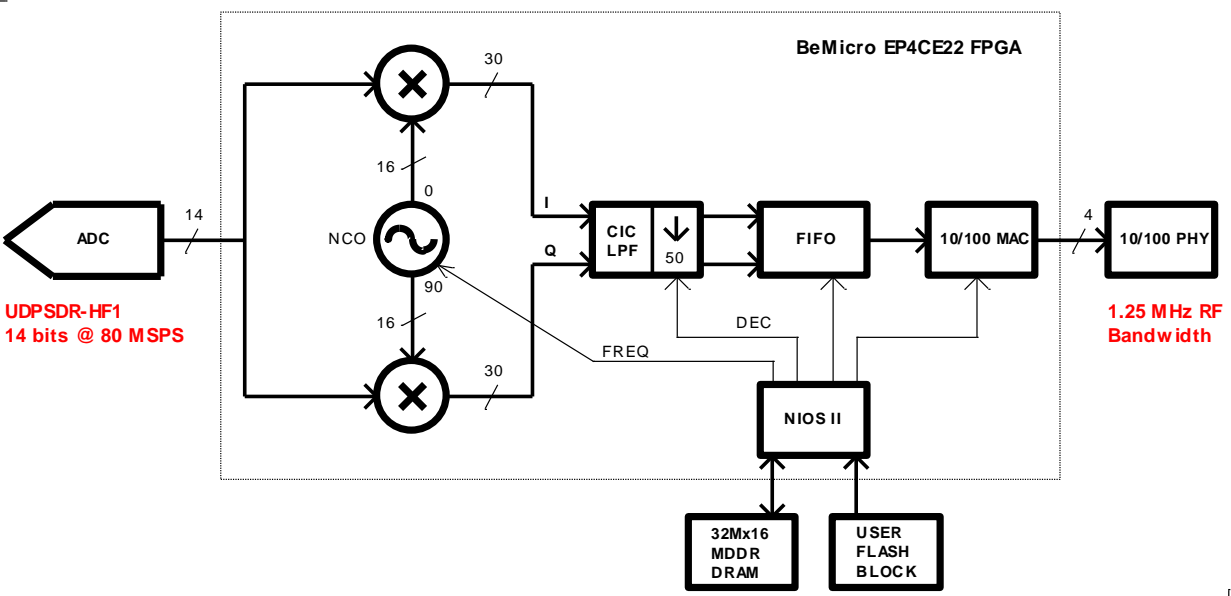 BeMicro EP4CE22 FPGA
30
16
0
I
14
ADC
NCO
CIC
LPF
50
FIFO
10/100 MAC
4
10/100 PHY
Q
90
UDPSDR-HF1
14 bits @ 80 MSPS
1.25 MHz RF
Bandwidth
16
DEC
FREQ
30
NIOS II
32Mx16
MDDR
DRAM
USER
FLASH
BLOCK